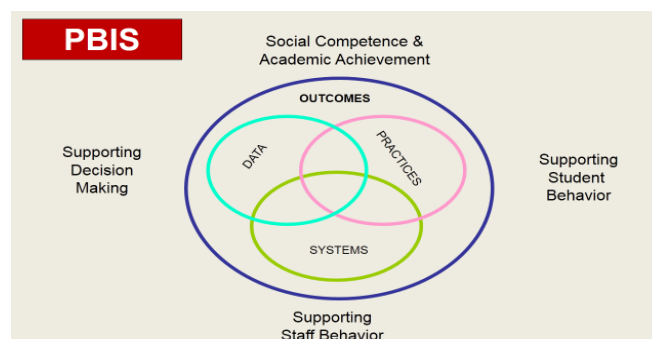 PBIS
Social Competence &
Academic Achievement
OUTCOMES
DATA
PRACTICES
Supporting
Decision
Making
Supporting
Student
Behavior
SYSTEMS
Supporting
Staff Behavior